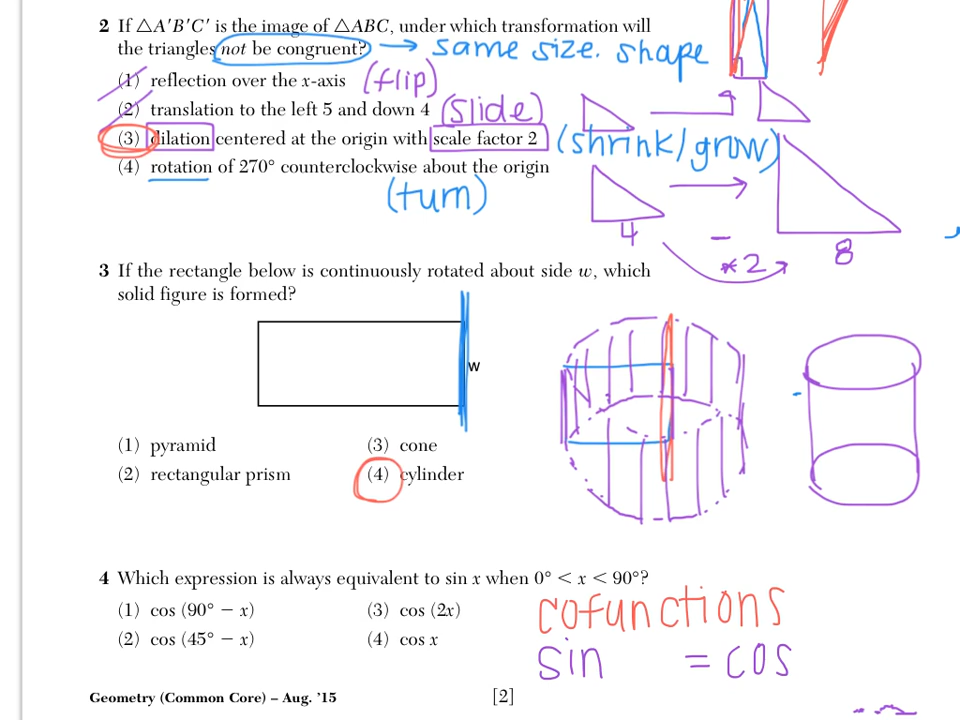 2 If △A′B′C′ is the image of △ABC, under which transformation will
the triangles not be congruent? → same size. shape
(1) reflection over the x-axis (flip)
(2) translation to the left 5 and down 4 (slide)
(3) dilation centered at the origin with scale factor 2 (shrink/grow)
(4) rotation of 270° counterclockwise about the origin
(turn)
4
8
*2
3 If the rectangle below is continuously rotated about side w, which
solid figure is formed?
w
(1) pyramid (3) cone
(2) rectangular prism (4) cylinder
4 Which expression is always equivalent to sin x when 0° < x < 90°?
(1) cos (90° − x) (3) cos (2x)
(2) cos (45° − x) (4) cos x
cofunctions
sin = cos
Geometry (Common Core) – Aug. ’15 [2]